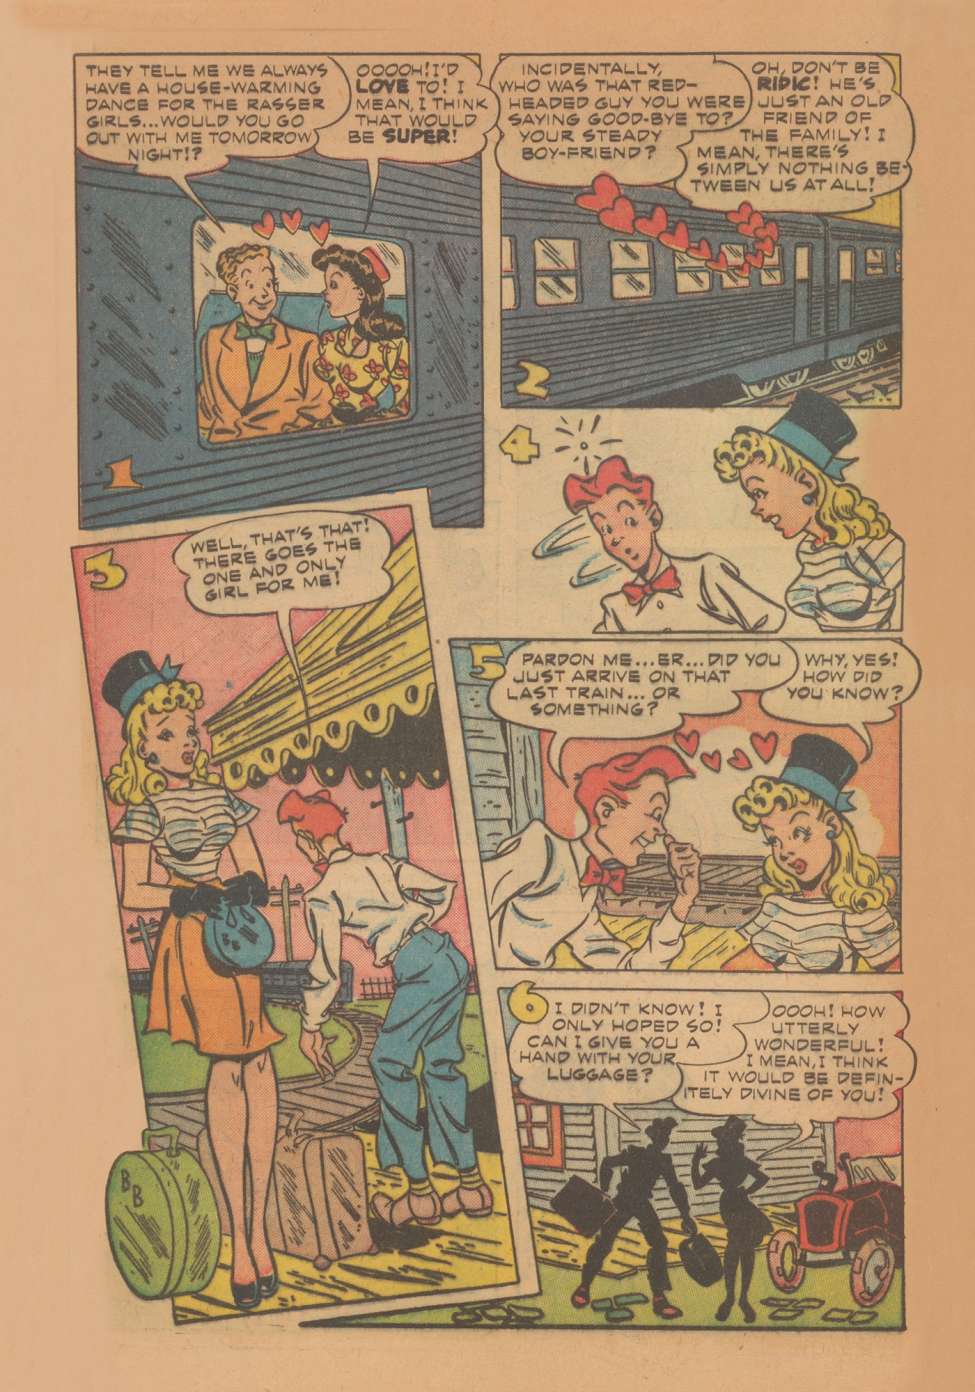 THEY TELL ME WE ALWAYS
HAVE A HOUSE-WARMING
DANCE FOR THE RASSER
GIRLS...WOULD YOU GO
OUT WITH ME TOMORROW
NIGHT!?
OOOOH! I'D
LOVE TO! I
MEAN, I THINK
THAT WOULD
BE SUPER!
1
INCIDENTALLY,
WHO WAS THAT RED-
HEADED GUY YOU WERE
SAYING GOOD-BYE TO?
YOUR STEADY
BOY-FRIEND?
OH, DON'T BE
RIDIC! HE'S
JUST AN OLD
FRIEND OF
THE FAMILY! I
MEAN, THERE'S
SIMPLY NOTHING BE-
TWEEN US AT ALL!
2
3
WELL, THAT'S THAT!
THERE GOES THE
ONE AND ONLY
GIRL FOR ME!
BB
BB
4
5
PARDON ME...ER...DID YOU
JUST ARRIVE ON THAT
LAST TRAIN... OR
SOMETHING?
WHY, YES!
HOW DID
YOU KNOW?
6
I DIDN'T KNOW! I
ONLY HOPED SO!
CAN I GIVE YOU A
HAND WITH YOUR
LUGGAGE?
OOOH! HOW
UTTERLY
WONDERFUL!
I MEAN, I THINK
IT WOULD BE DEFIN-
ITELY DIVINE OF YOU!